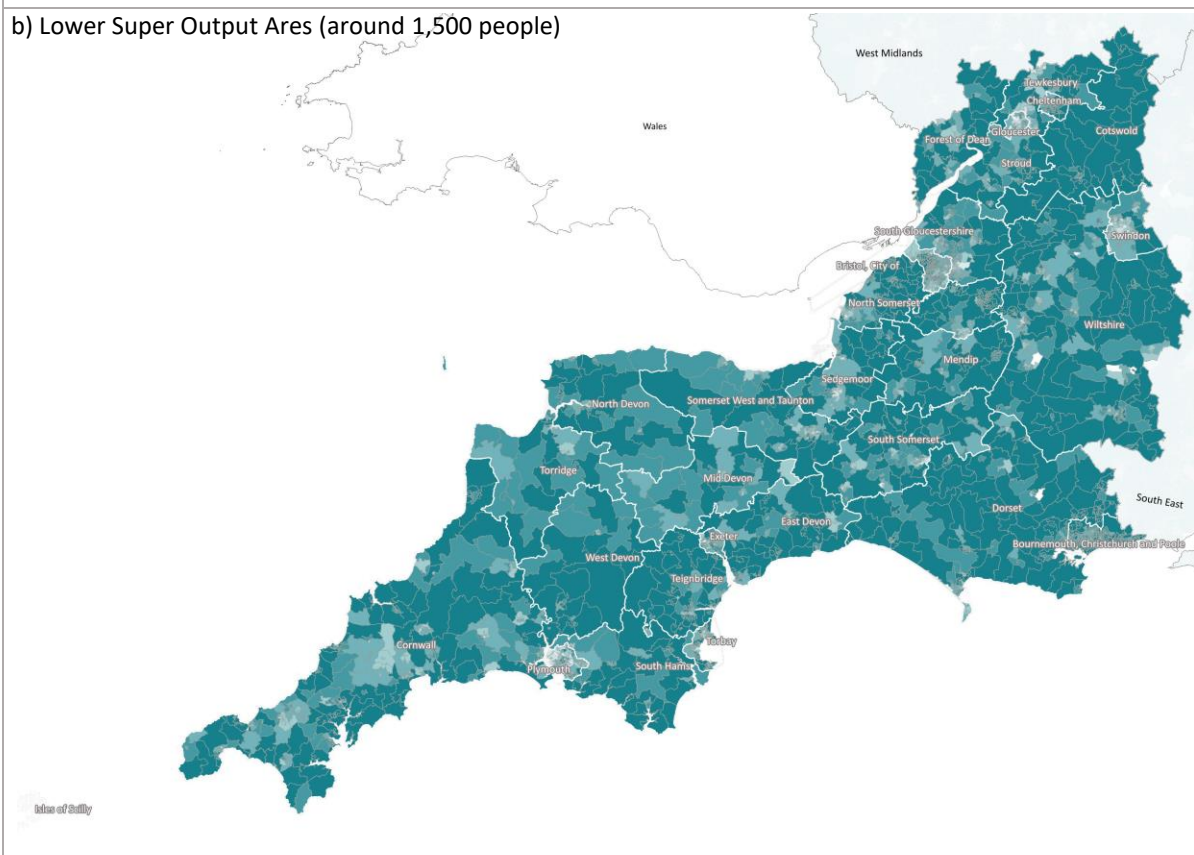 b) Lower Super Output Ares (around 1,500 people)
West Midlands
Tewkesbury
Cheltenham
Wales
Gloucester
Cotswold
Forest of Dean
Stroud
South Gloucestershire
Swindon
Bristol, City of
North Somerset
Wiltshire
Mendip
Sedgemoor
North Devon
Somerset West and Taunton
South Somerset
Torridge
Mid Devon
South East
Dorset
East Devon
Exeter
Bournemouth, Christchurch and Poole
West Devon
Teignbridge
Torbay
Cornwall
South Hams
Plymouth
Isles of Scilly